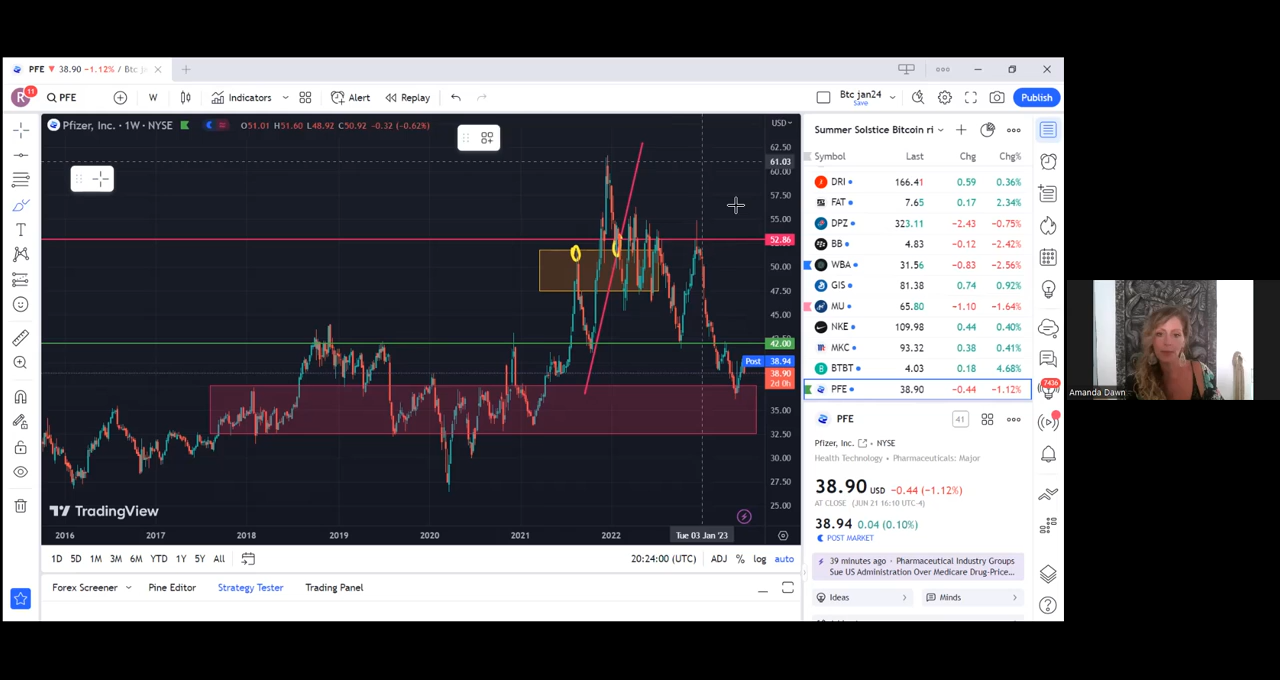 PFE ▼ 38.90 −1.12% / Btc j
R 11 PFE W Indicators Alert Replay Btc jan24 Save Publish
Pfizer, Inc. · 1W · NYSE O51.01 H51.60 L48.92 C50.92 −0.32 (−0.62%)
USD
62.50
61.03
60.00
57.50
55.00
52.86
50.00
47.50
45.00
42.00
Post 38.94
38.90
2d 0h
35.00
32.50
30.00
27.50
25.00
TradingView
2016 2017 2018 2019 2020 2021 2022 Tue 03 Jan '23
1D 5D 1M 3M 6M YTD 1Y 5Y All 20:24:00 (UTC) ADJ % log auto
Forex Screener Pine Editor Strategy Tester Trading Panel
Summer Solstice Bitcoin ri
Symbol Last Chg Chg%
DRI 166.41 0.59 0.36%
FAT 7.65 0.17 2.34%
DPZ 323.11 −2.43 −0.75%
BB 4.83 −0.12 −2.42%
WBA 31.56 −0.83 −2.56%
GIS 81.38 0.74 0.92%
MU 65.80 −1.10 −1.64%
NKE 109.98 0.44 0.40%
MKC 93.32 0.38 0.41%
BTBT 4.03 0.18 4.68%
PFE 38.90 −0.44 −1.12%
PFE 41
Pfizer, Inc. • NYSE
Health Technology • Pharmaceuticals: Major
38.90 USD −0.44 (−1.12%)
AT CLOSE (JUN 21 16:10 UTC-4)
38.94 0.04 (0.10%)
POST MARKET
39 minutes ago · Pharmaceutical Industry Groups
Sue US Administration Over Medicare Drug-Price...
Ideas Minds
7436
Amanda Dawn